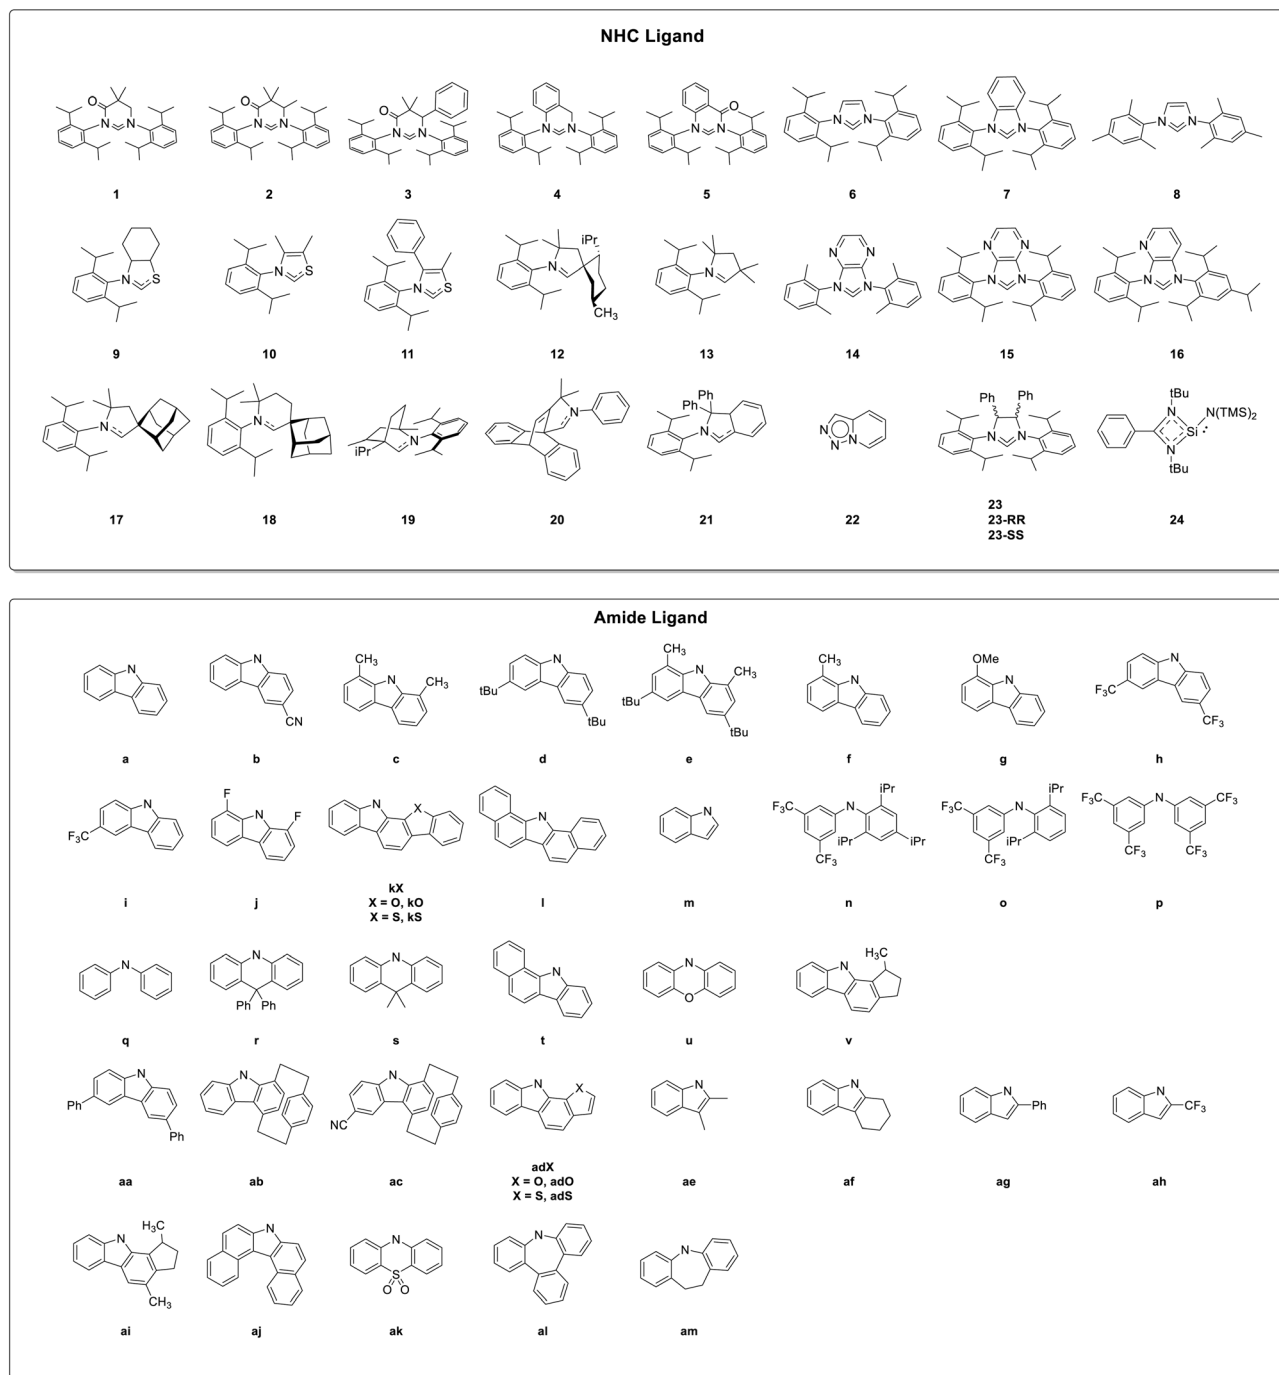 NHC Ligand
O N N
O N N
O N N
N N
O N N
N N
N N
N N
1 2 3 4 5 6 7 8
N S
N S
N S
iPr N CH3
N
N N N N
N N N N
N N N
9 10 11 12 13 14 15 16
N
N
iPr N
N
Ph Ph N
N N N
Ph Ph N N
tBu N Si N(TMS)2 N tBu
17 18 19 20 21 22 23 24
23-RR
23-SS
Amide Ligand
N
N CN
CH3 N CH3
N tBu tBu
CH3 N CH3 tBu tBu
CH3 N
OMe N
N F3C CF3
a b c d e f g h
N F3C
F N F
N X
N
N
F3C N iPr CF3 iPr iPr
F3C N iPr CF3 iPr
F3C N CF3 CF3 CF3
i j kX l m n o p
X = O, kO
X = S, kS
N
N Ph Ph
N
N
N O
H3C N
q r s t u v
N Ph Ph
N
N NC
N X
N
N
N Ph
N CF3
aa ab ac adX ae af ag ah
X = O, adO
X = S, adS
H3C N CH3
N
N S O O
N
N
ai aj ak al am